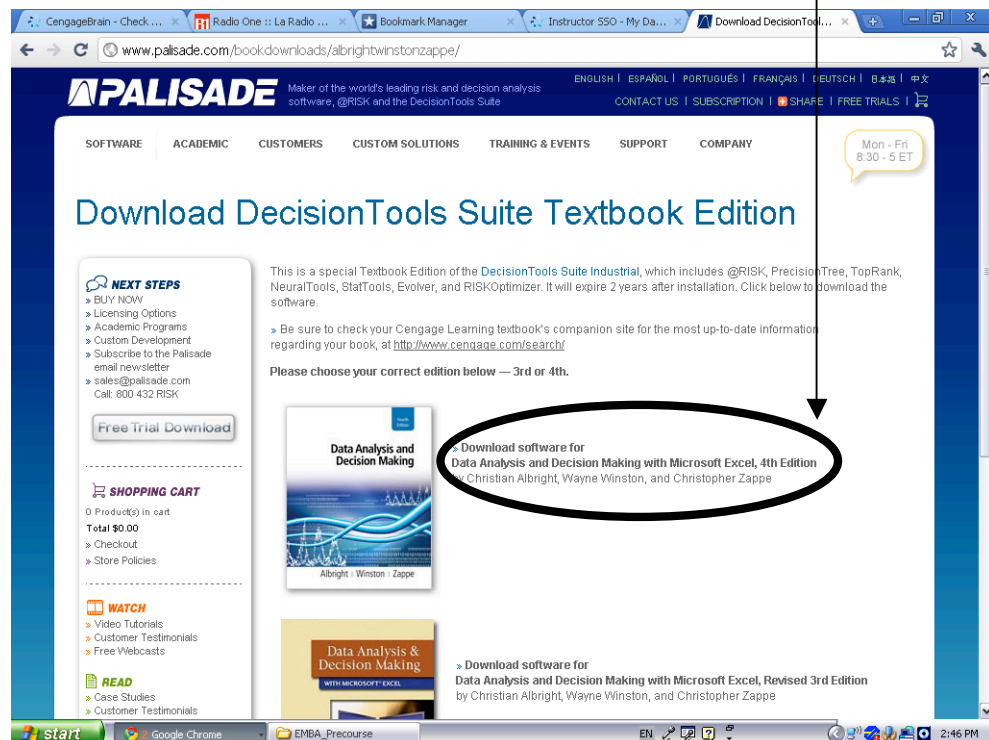 CengageBrain - Check ...
Radio One :: La Radio ...
Bookmark Manager
Instructor SSO - My Da...
Download DecisionTool...
www.palisade.com/bookdownloads/albrightwinstonzappe/
PALISADE
Maker of the world's leading risk and decision analysis
software, @RISK and the DecisionTools Suite
ENGLISH | ESPAÑOL | PORTUGUÊS | FRANÇAIS | DEUTSCH | 日本語 | 中文
CONTACT US | SUBSCRIPTION | SHARE | FREE TRIALS |
SOFTWARE ACADEMIC CUSTOMERS CUSTOM SOLUTIONS TRAINING & EVENTS SUPPORT COMPANY
Mon - Fri
8:30 - 5 ET
Download DecisionTools Suite Textbook Edition
NEXT STEPS
» BUY NOW
» Licensing Options
» Academic Programs
» Custom Development
» Subscribe to the Palisade
email newsletter
» sales@palisade.com
Call: 800 432 RISK
Free Trial Download
SHOPPING CART
0 Product(s) in cart
Total $0.00
» Checkout
» Store Policies
WATCH
» Video Tutorials
» Customer Testimonials
» Free Webcasts
READ
» Case Studies
» Customer Testimonials
This is a special Textbook Edition of the DecisionTools Suite Industrial, which includes @RISK, PrecisionTree, TopRank,
NeuralTools, StatTools, Evolver, and RISKOptimizer. It will expire 2 years after installation. Click below to download the
software.
» Be sure to check your Cengage Learning textbook's companion site for the most up-to-date information
regarding your book, at http://www.cengage.com/search/
Please choose your correct edition below — 3rd or 4th.
Fourth
Edition
Data Analysis and
Decision Making
Albright | Winston | Zappe
» Download software for
Data Analysis and Decision Making with Microsoft Excel, 4th Edition
by Christian Albright, Wayne Winston, and Christopher Zappe
Data Analysis &
Decision Making
WITH MICROSOFT EXCEL
» Download software for
Data Analysis and Decision Making with Microsoft Excel, Revised 3rd Edition
by Christian Albright, Wayne Winston, and Christopher Zappe
start
2 Google Chrome
EMBA_Precourse
EN
2:46 PM